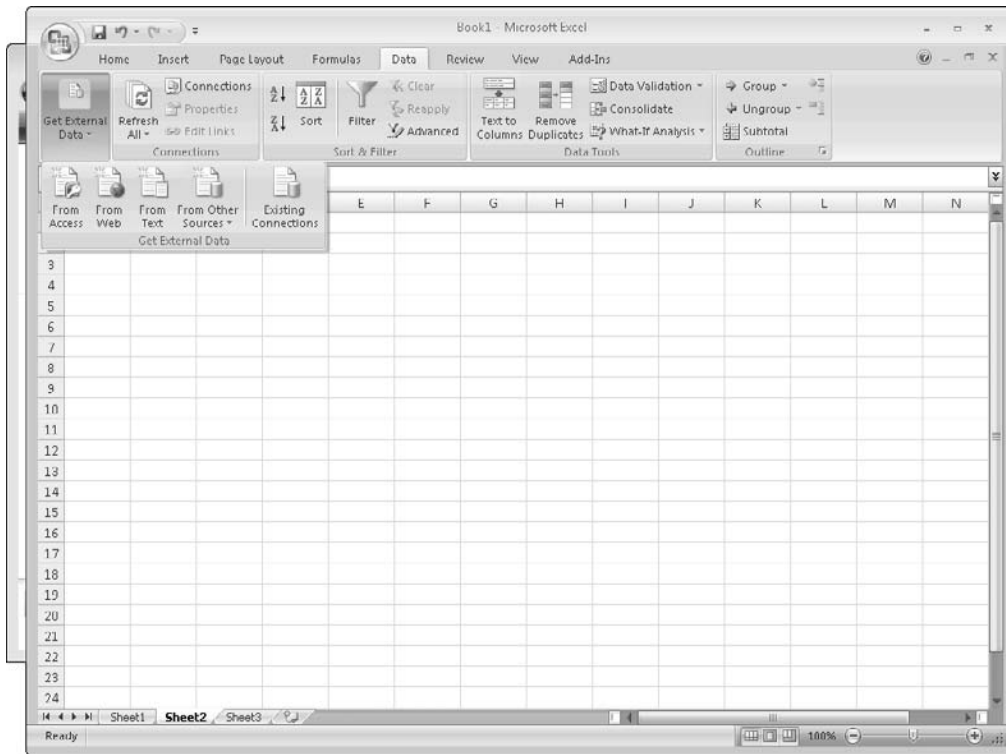 Book1 - Microsoft Excel
Home Insert Page Layout Formulas Data Review View Add-Ins
Get External Data
Refresh All
Connections
Properties
Edit Links
Connections
Sort
Filter
Clear
Reapply
Advanced
Sort & Filter
Text to Columns
Remove Duplicates
Data Validation
Consolidate
What-If Analysis
Data Tools
Group
Ungroup
Subtotal
Outline
From Access
From Web
From Text
From Other Sources
Existing Connections
Get External Data
E F G H I J K L M N
3
4
5
6
7
8
9
10
11
12
13
14
15
16
17
18
19
20
21
22
23
24
Sheet1 Sheet2 Sheet3
Ready 100%